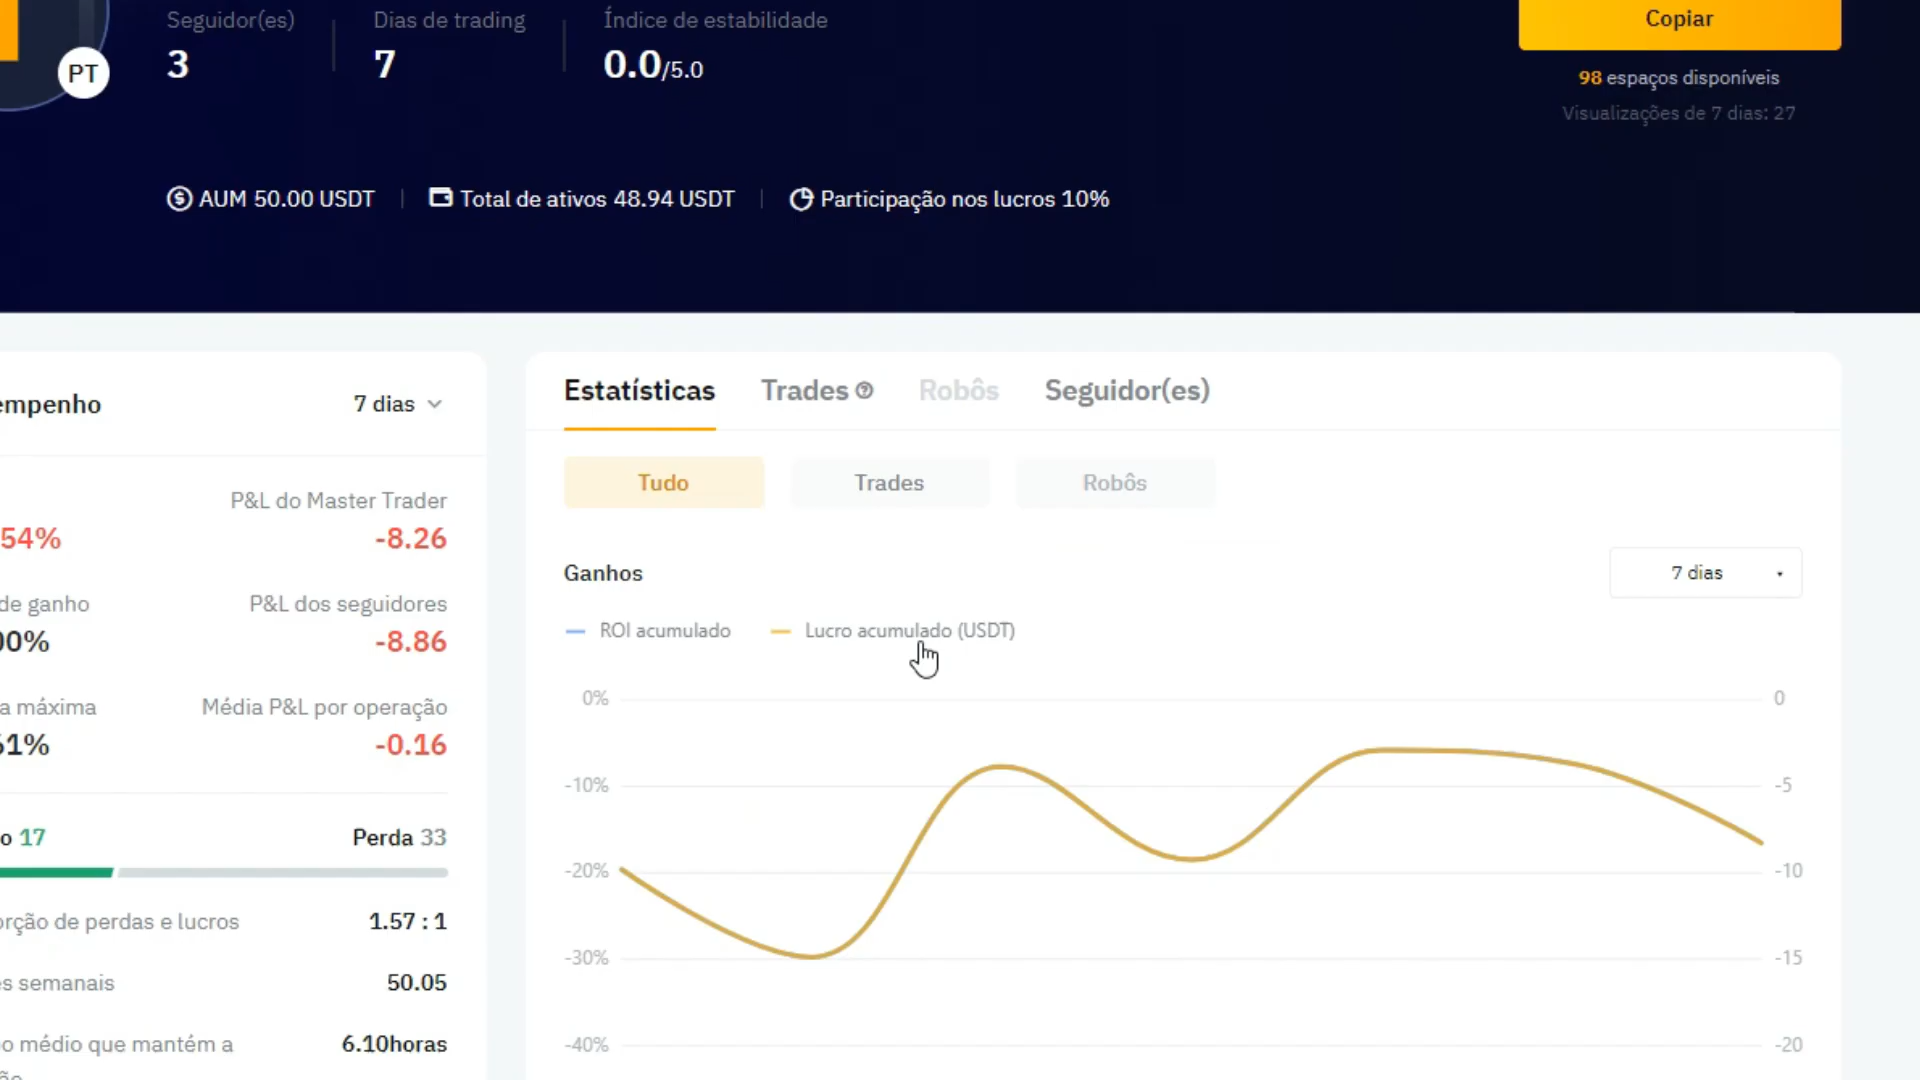 Seguidor(es)
3
Dias de trading
7
Índice de estabilidade
0.0/5.0
Copiar
98 espaços disponíveis
Visualizações de 7 dias: 27
PT
AUM 50.00 USDT
Total de ativos 48.94 USDT
Participação nos lucros 10%
empenho
7 dias
P&L do Master Trader
54%
-8.26
de ganho
P&L dos seguidores
00%
-8.86
a máxima
Média P&L por operação
61%
-0.16
o 17
Perda 33
orção de perdas e lucros
1.57 : 1
s semanais
50.05
o médio que mantém a
6.10horas
Estatísticas
Trades
Robôs
Seguidor(es)
Tudo
Trades
Robôs
Ganhos
7 dias
ROI acumulado
Lucro acumulado (USDT)
0%
0
-10%
-5
-20%
-10
-30%
-15
-40%
-20